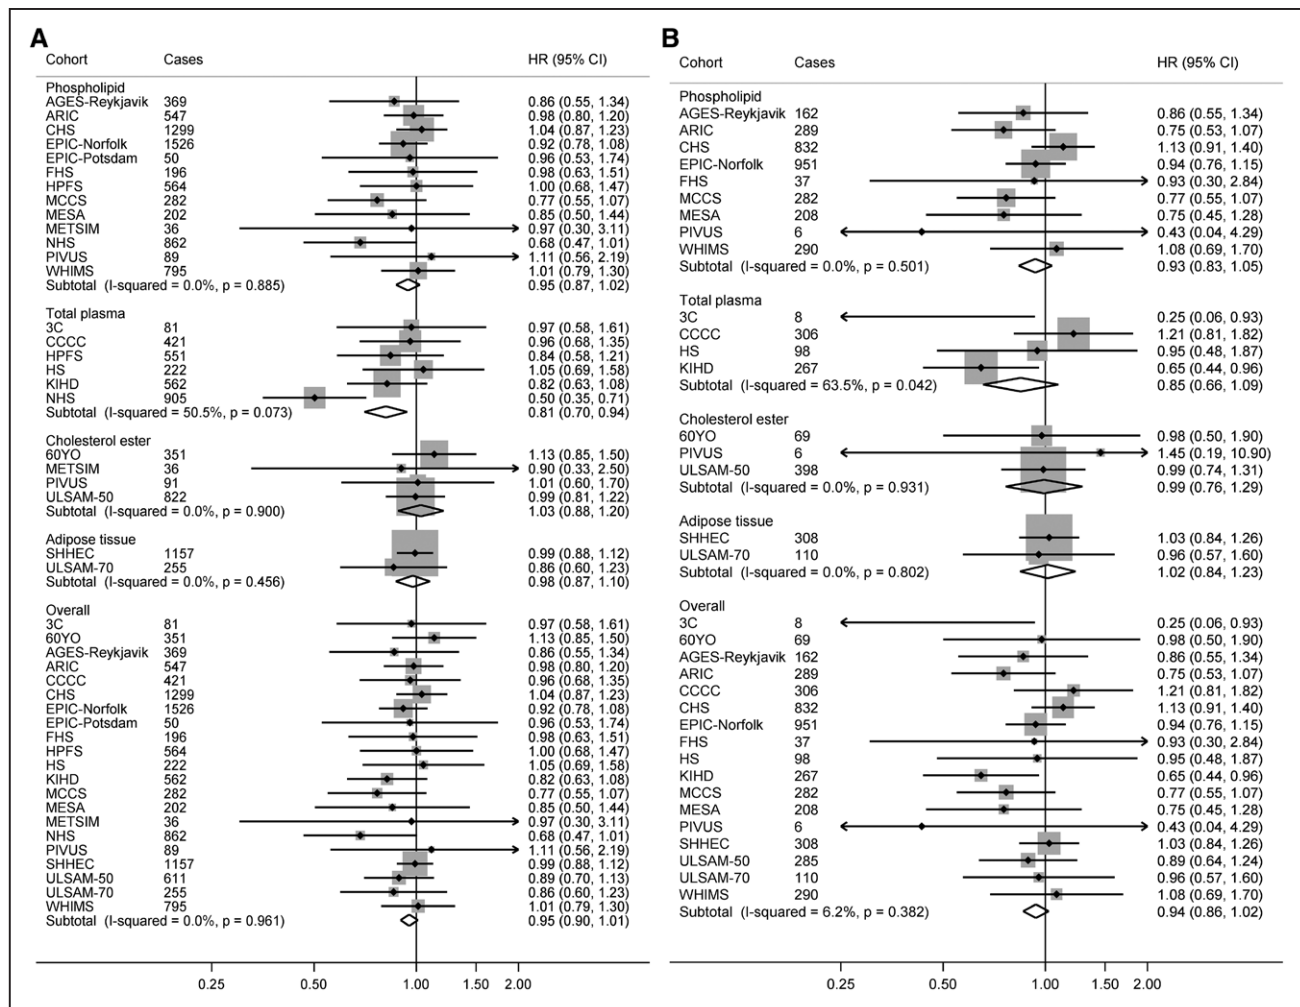 A
Cohort Cases HR (95% CI)
Phospholipid
AGES-Reykjavik 369 0.86 (0.55, 1.34)
ARIC 547 0.98 (0.80, 1.20)
CHS 1299 1.04 (0.87, 1.23)
EPIC-Norfolk 1526 0.92 (0.78, 1.08)
EPIC-Potsdam 50 0.96 (0.53, 1.74)
FHS 196 0.98 (0.63, 1.51)
HPFS 564 1.00 (0.68, 1.47)
MCCS 282 0.77 (0.55, 1.07)
MESA 202 0.85 (0.50, 1.44)
METSIM 36 0.97 (0.30, 3.11)
NHS 862 0.68 (0.47, 1.01)
PIVUS 89 1.11 (0.56, 2.19)
WHIMS 795 1.01 (0.79, 1.30)
Subtotal (I-squared = 0.0%, p = 0.885) 0.95 (0.87, 1.02)
Total plasma
3C 81 0.97 (0.58, 1.61)
CCCC 421 0.96 (0.68, 1.35)
HPFS 551 0.84 (0.58, 1.21)
HS 222 1.05 (0.69, 1.58)
KIHD 562 0.82 (0.63, 1.08)
NHS 905 0.50 (0.35, 0.71)
Subtotal (I-squared = 50.5%, p = 0.073) 0.81 (0.70, 0.94)
Cholesterol ester
60YO 351 1.13 (0.85, 1.50)
METSIM 36 0.90 (0.33, 2.50)
PIVUS 91 1.01 (0.60, 1.70)
ULSAM-50 822 0.99 (0.81, 1.22)
Subtotal (I-squared = 0.0%, p = 0.900) 1.03 (0.88, 1.20)
Adipose tissue
SHHEC 1157 0.99 (0.88, 1.12)
ULSAM-70 255 0.86 (0.60, 1.23)
Subtotal (I-squared = 0.0%, p = 0.456) 0.98 (0.87, 1.10)
Overall
3C 81 0.97 (0.58, 1.61)
60YO 351 1.13 (0.85, 1.50)
AGES-Reykjavik 369 0.86 (0.55, 1.34)
ARIC 547 0.98 (0.80, 1.20)
CCCC 421 0.96 (0.68, 1.35)
CHS 1299 1.04 (0.87, 1.23)
EPIC-Norfolk 1526 0.92 (0.78, 1.08)
EPIC-Potsdam 50 0.96 (0.53, 1.74)
FHS 196 0.98 (0.63, 1.51)
HPFS 564 1.00 (0.68, 1.47)
HS 222 1.05 (0.69, 1.58)
KIHD 562 0.82 (0.63, 1.08)
MCCS 282 0.77 (0.55, 1.07)
MESA 202 0.85 (0.50, 1.44)
METSIM 36 0.97 (0.30, 3.11)
NHS 862 0.68 (0.47, 1.01)
PIVUS 89 1.11 (0.56, 2.19)
SHHEC 1157 0.99 (0.88, 1.12)
ULSAM-50 611 0.89 (0.70, 1.13)
ULSAM-70 255 0.86 (0.60, 1.23)
WHIMS 795 1.01 (0.79, 1.30)
Subtotal (I-squared = 0.0%, p = 0.961) 0.95 (0.90, 1.01)
0.25 0.50 1.00 1.50 2.00
B
Cohort Cases HR (95% CI)
Phospholipid
AGES-Reykjavik 162 0.86 (0.55, 1.34)
ARIC 289 0.75 (0.53, 1.07)
CHS 832 1.13 (0.91, 1.40)
EPIC-Norfolk 951 0.94 (0.76, 1.15)
FHS 37 0.93 (0.30, 2.84)
MCCS 282 0.77 (0.55, 1.07)
MESA 208 0.75 (0.45, 1.28)
PIVUS 6 0.43 (0.04, 4.29)
WHIMS 290 1.08 (0.69, 1.70)
Subtotal (I-squared = 0.0%, p = 0.501) 0.93 (0.83, 1.05)
Total plasma
3C 8 0.25 (0.06, 0.93)
CCCC 306 1.21 (0.81, 1.82)
HS 98 0.95 (0.48, 1.87)
KIHD 267 0.65 (0.44, 0.96)
Subtotal (I-squared = 63.5%, p = 0.042) 0.85 (0.66, 1.09)
Cholesterol ester
60YO 69 0.98 (0.50, 1.90)
PIVUS 6 1.45 (0.19, 10.90)
ULSAM-50 398 0.99 (0.74, 1.31)
Subtotal (I-squared = 0.0%, p = 0.931) 0.99 (0.76, 1.29)
Adipose tissue
SHHEC 308 1.03 (0.84, 1.26)
ULSAM-70 110 0.96 (0.57, 1.60)
Subtotal (I-squared = 0.0%, p = 0.802) 1.02 (0.84, 1.23)
Overall
3C 8 0.25 (0.06, 0.93)
60YO 69 0.98 (0.50, 1.90)
AGES-Reykjavik 162 0.86 (0.55, 1.34)
ARIC 289 0.75 (0.53, 1.07)
CCCC 306 1.21 (0.81, 1.82)
CHS 832 1.13 (0.91, 1.40)
EPIC-Norfolk 951 0.94 (0.76, 1.15)
FHS 37 0.93 (0.30, 2.84)
HS 98 0.95 (0.48, 1.87)
KIHD 267 0.65 (0.44, 0.96)
MCCS 282 0.77 (0.55, 1.07)
MESA 208 0.75 (0.45, 1.28)
PIVUS 6 0.43 (0.04, 4.29)
SHHEC 308 1.03 (0.84, 1.26)
ULSAM-50 285 0.89 (0.64, 1.24)
ULSAM-70 110 0.96 (0.57, 1.60)
WHIMS 290 1.08 (0.69, 1.70)
Subtotal (I-squared = 6.2%, p = 0.382) 0.94 (0.86, 1.02)
0.25 0.50 1.00 1.50 2.00